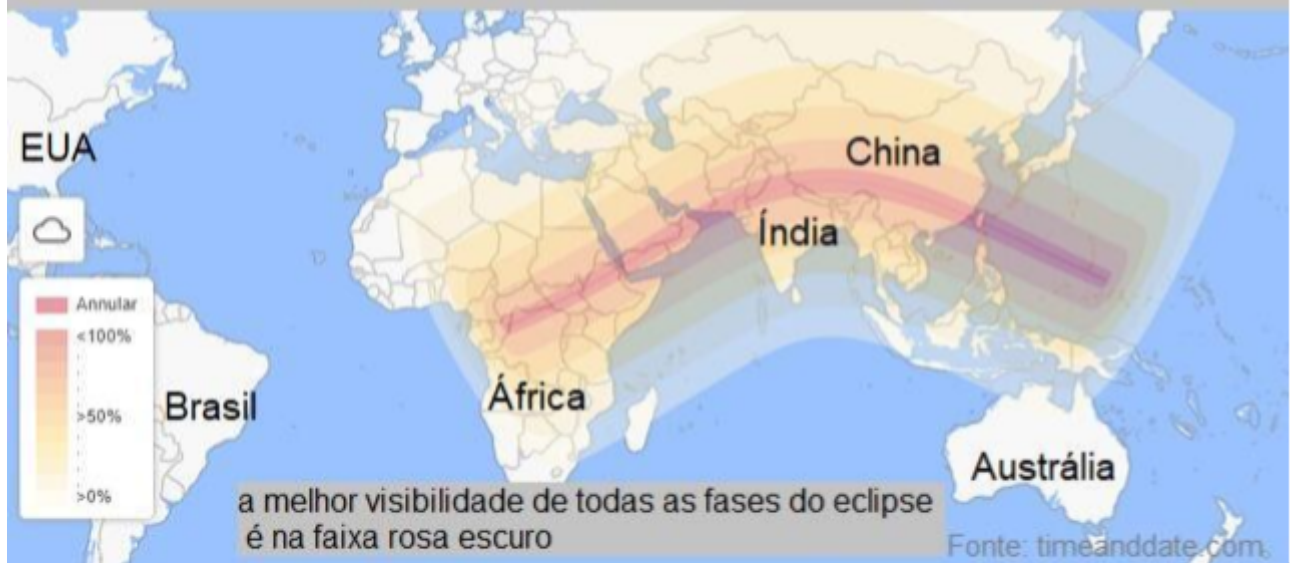 EUA
China
Índia
Annular
<100%
>50%
>0%
Brasil
África
Austrália
a melhor visibilidade de todas as fases do eclipse
é na faixa rosa escuro
Fonte: timeanddate.com